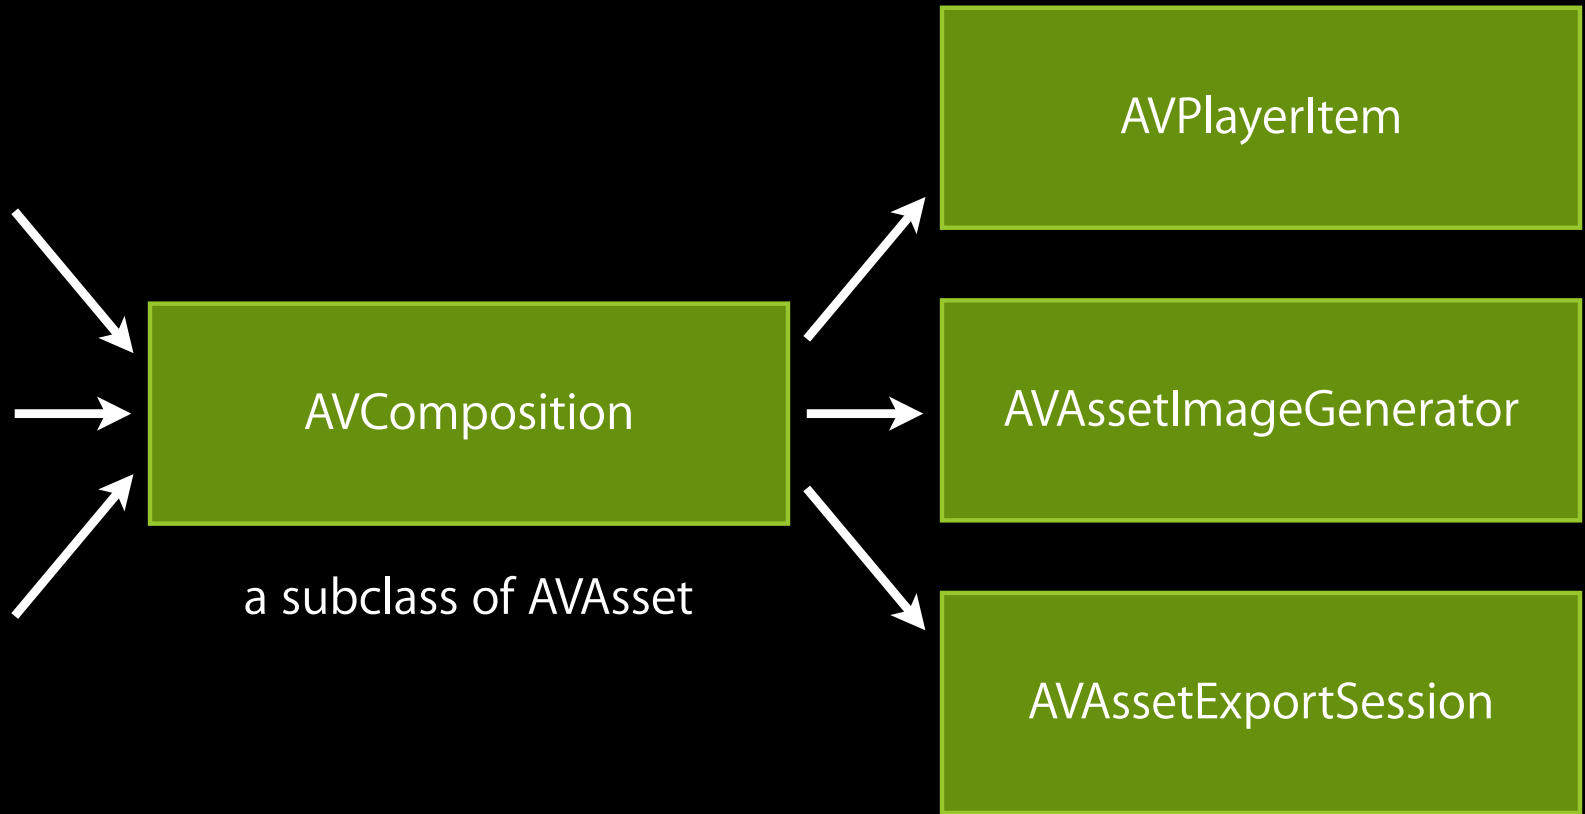 AVPlayerItem
AVComposition
AVAssetImageGenerator
a subclass of AVAsset
AVAssetExportSession